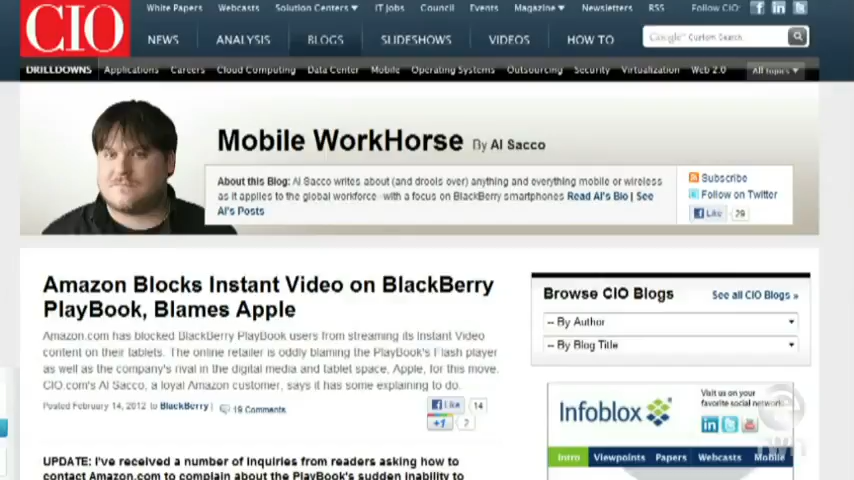 CIO
White Papers Webcasts Solution Centers IT Jobs Council Events Magazine Newsletters RSS Follow CIO:
NEWS ANALYSIS BLOGS SLIDESHOWS VIDEOS HOW TO
Google Custom Search
DRILLDOWNS Applications Careers Cloud Computing Data Center Mobile Operating Systems Outsourcing Security Virtualization Web 2.0 All topics
Mobile WorkHorse By Al Sacco
About this Blog: Al Sacco writes about (and drools over) anything and everything mobile or wireless
as it applies to the global workforce -with a focus on BlackBerry smartphones Read Al's Bio | See
Al's Posts
Subscribe
Follow on Twitter
Like 29
Amazon Blocks Instant Video on BlackBerry
PlayBook, Blames Apple
Amazon.com has blocked BlackBerry PlayBook users from streaming its Instant Video
content on their tablets. The online retailer is oddly blaming the PlayBook's Flash player
as well as the company's rival in the digital media and tablet space, Apple, for this move.
CIO.com's Al Sacco, a loyal Amazon customer, says it has some explaining to do.
Posted February 14, 2012 to BlackBerry | 19 Comments
Like 14
+1 2
UPDATE: I've received a number of inquiries from readers asking how to
contact Amazon.com to complain about the PlayBook's sudden inability to
Browse CIO Blogs See all CIO Blogs »
-- By Author
-- By Blog Title
Infoblox
Visit us on your
favorite social network
in
Intro Viewpoints Papers Webcasts Mobile